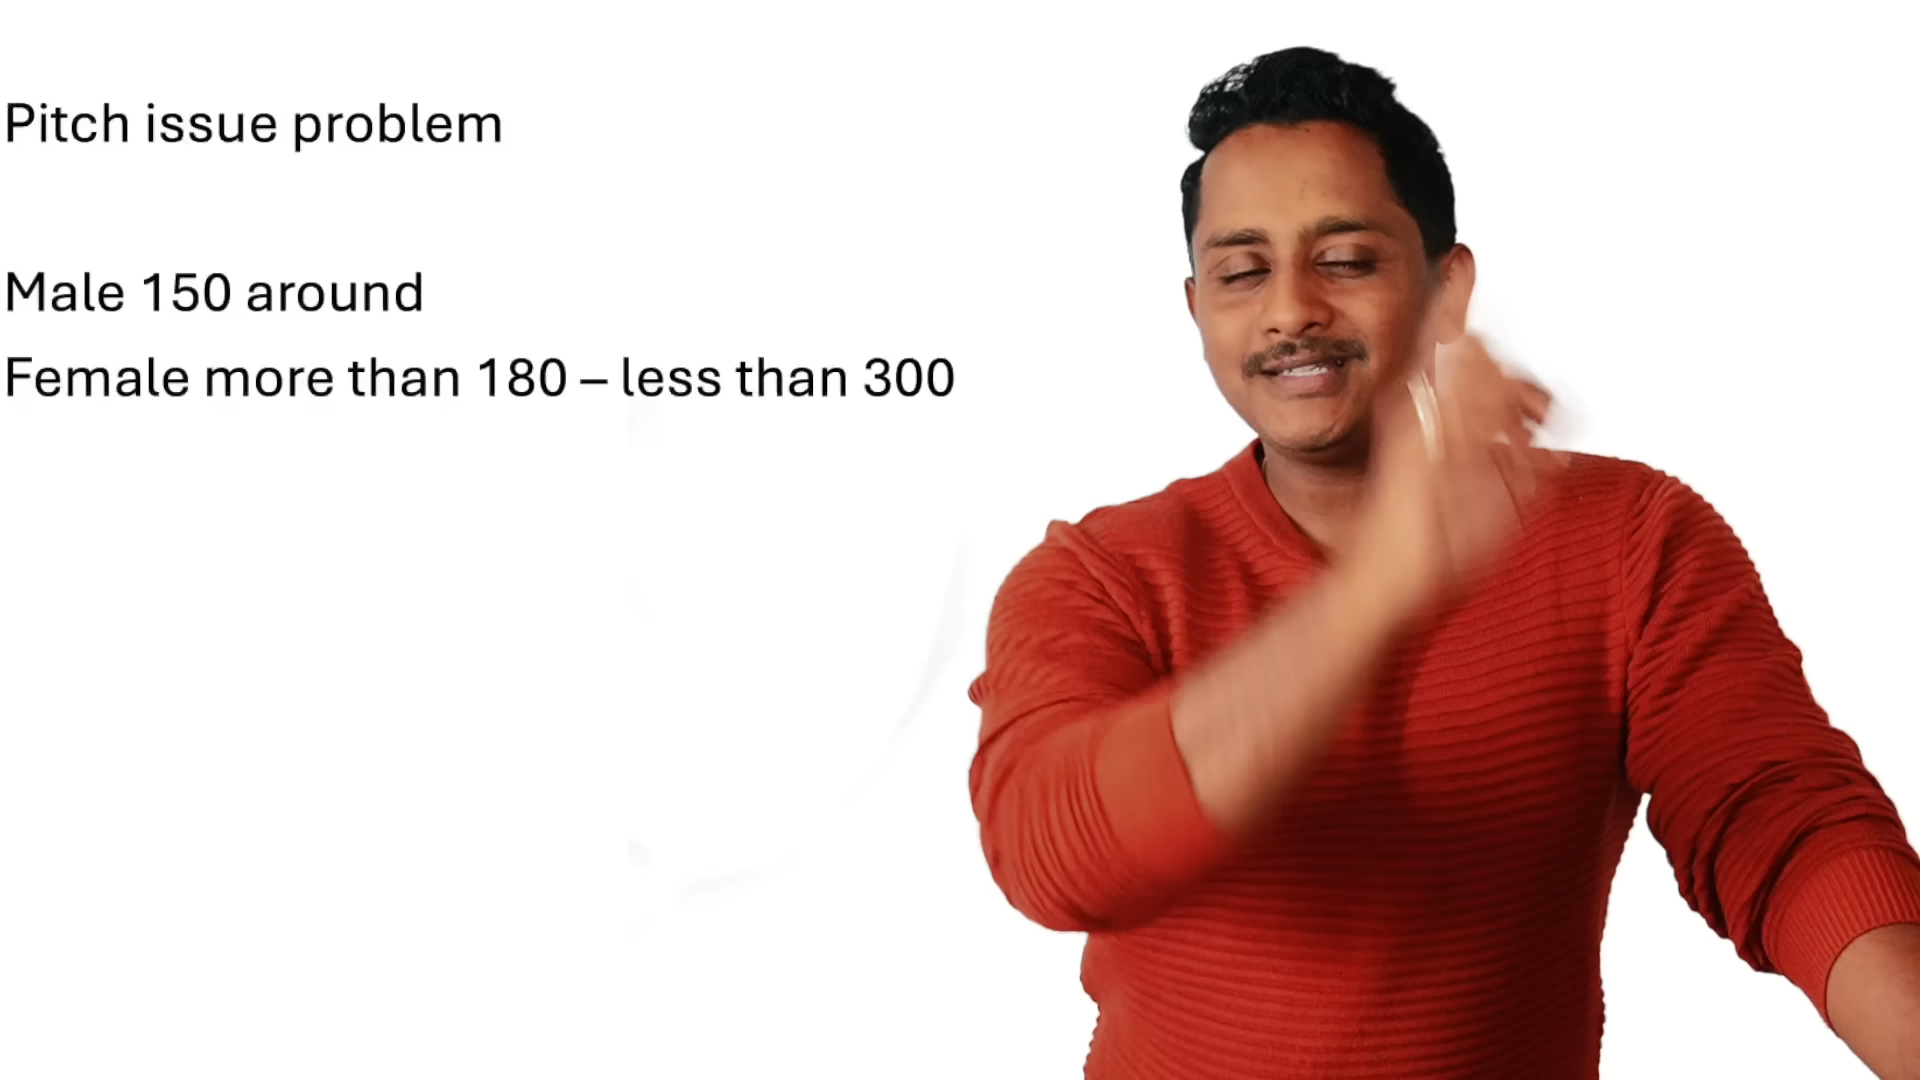 Pitch issue problem
Male 150 around
Female more than 180 – less than 300